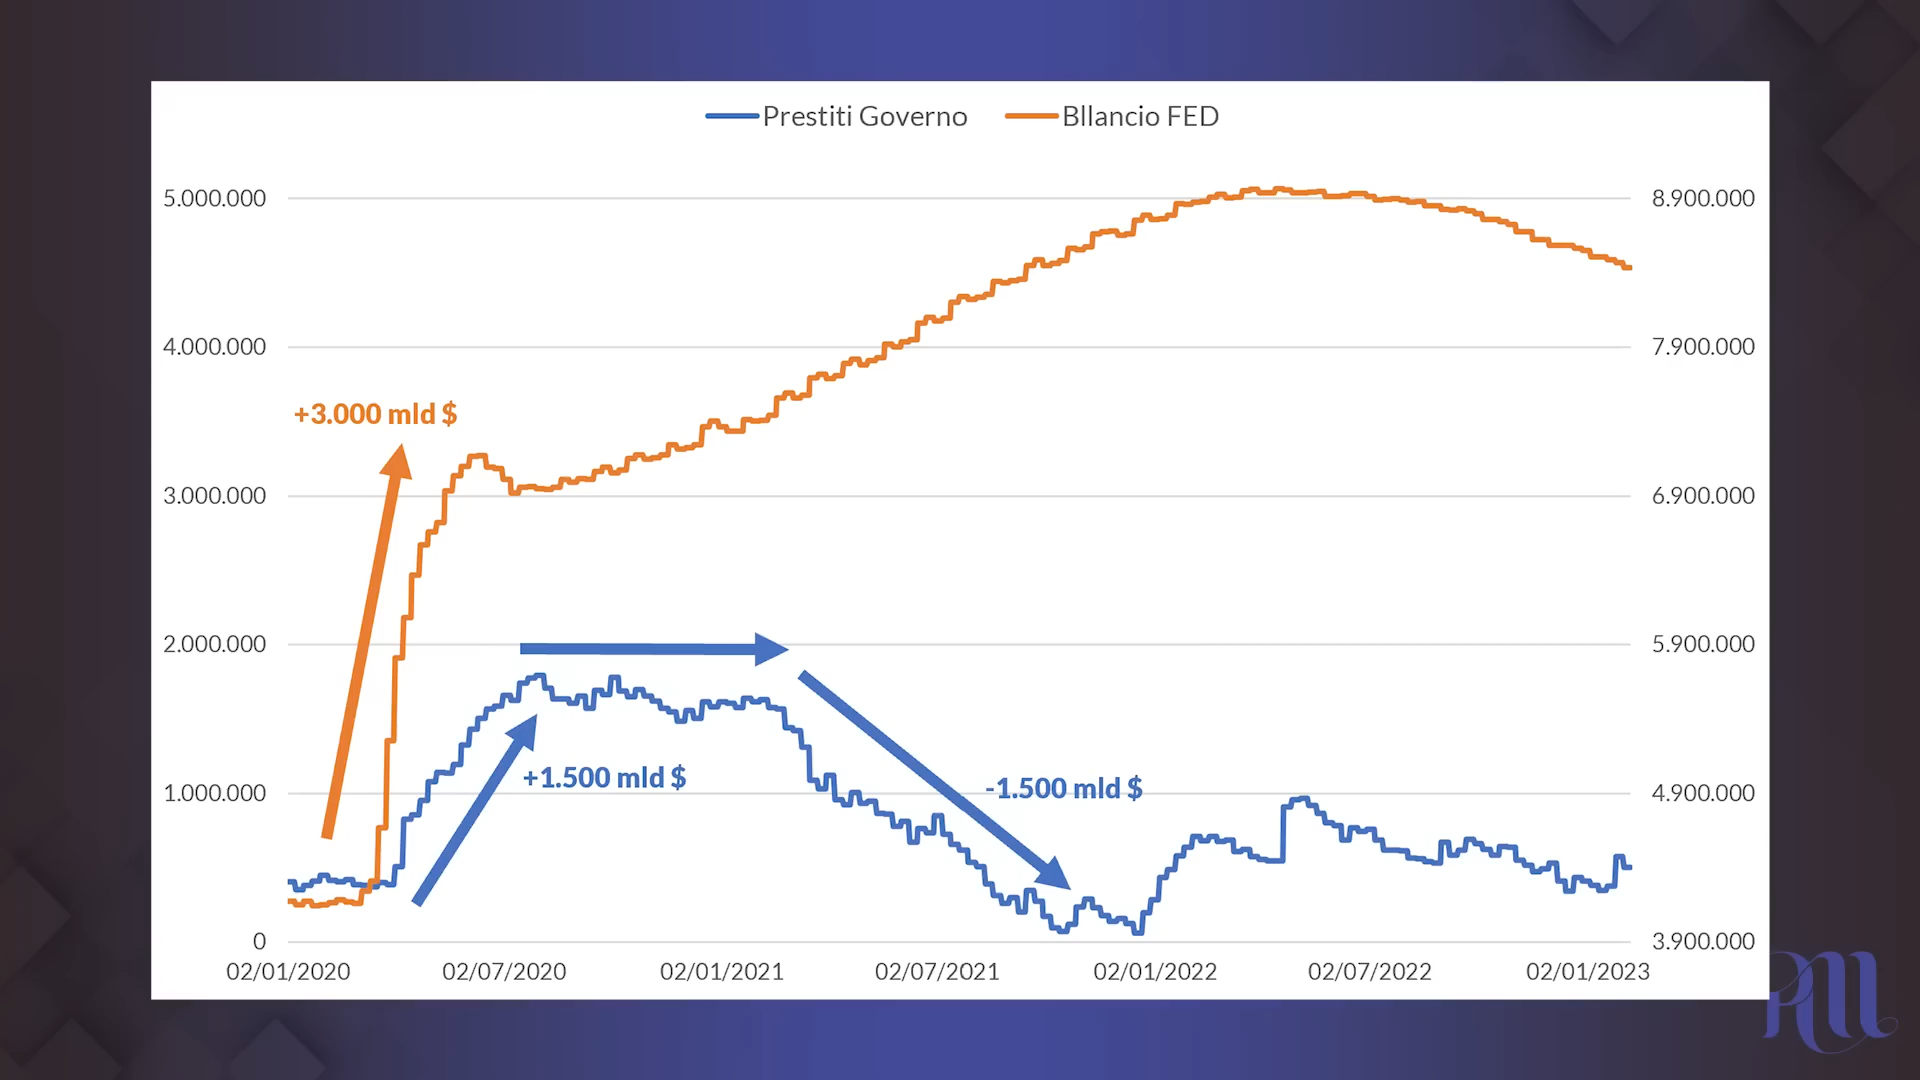 Prestiti Governo Bllancio FED
5.000.000 8.900.000
4.000.000 7.900.000
+3.000 mld $
3.000.000 6.900.000
2.000.000 5.900.000
+1.500 mld $
-1.500 mld $
1.000.000 4.900.000
0 3.900.000
02/01/2020 02/07/2020 02/01/2021 02/07/2021 02/01/2022 02/07/2022 02/01/2023